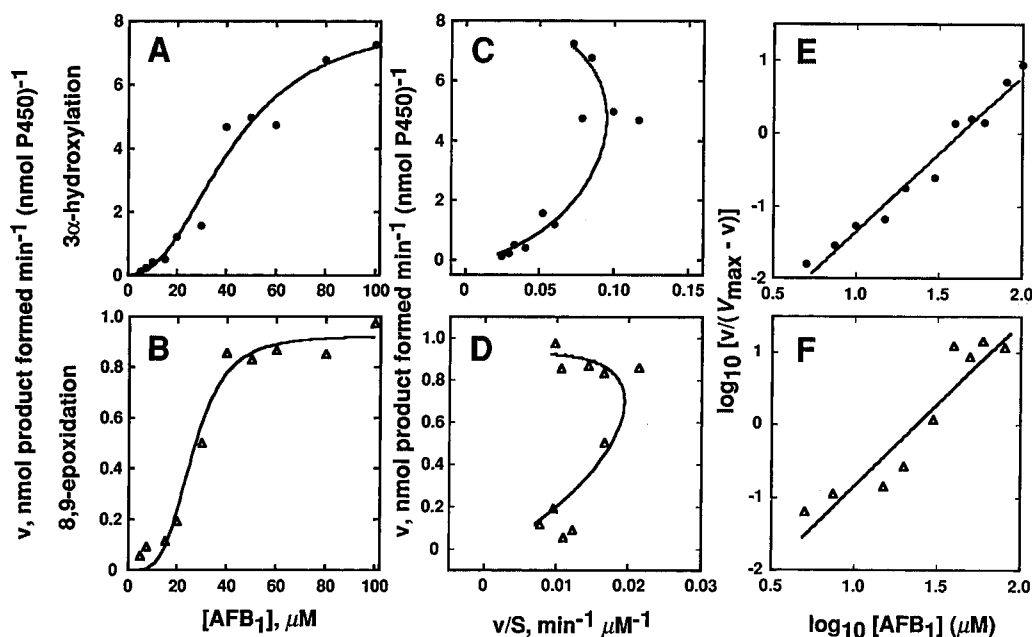 A
C
E
B
D
F
3α-hydroxylation
8,9-epoxidation
v, nmol product formed min⁻¹ (nmol P450)⁻¹
v, nmol product formed min⁻¹ (nmol P450)⁻¹
log₁₀ [v/(Vmax - v)]
8
6
4
2
0
0 20 40 60 80 100
8
6
4
2
0
0 0.05 0.10 0.15
1
0
-1
-2
0.5 1.0 1.5 2.0
1.0
0.8
0.6
0.4
0.2
0
0 20 40 60 80 100
1.0
0.8
0.6
0.4
0.2
0
0 0.01 0.02 0.03
1
0
-1
-2
0.5 1.0 1.5 2.0
[AFB₁], μM
v/S, min⁻¹ μM⁻¹
log₁₀ [AFB₁] (μM)